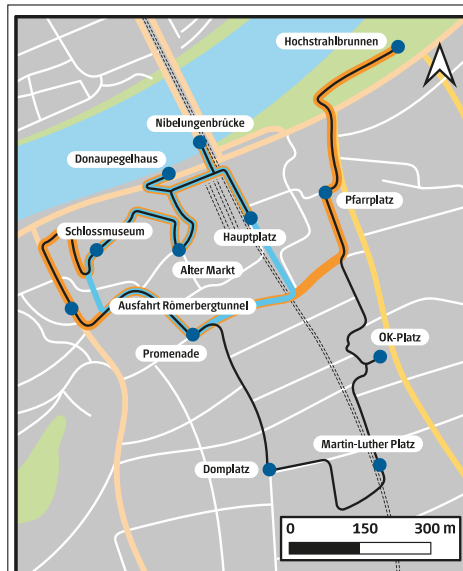 Hochstrahlbrunnen
Nibelungenbrücke
Donaupegelhaus
Pfarrplatz
Schlossmuseum
Hauptplatz
Alter Markt
Ausfahrt Römerbergtunnel
OK-Platz
Promenade
Martin-Luther Platz
Domplatz
0 150 300 m